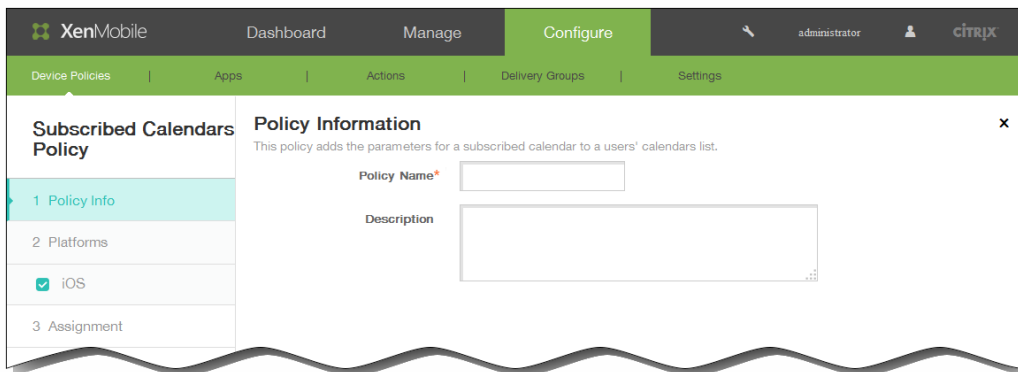 XenMobile Dashboard Manage Configure administrator CİTRIX
Device Policies | Apps | Actions | Delivery Groups | Settings
Subscribed Calendars
Policy
1 Policy Info
2 Platforms
iOS
3 Assignment
Policy Information
This policy adds the parameters for a subscribed calendar to a users' calendars list.
Policy Name*
Description